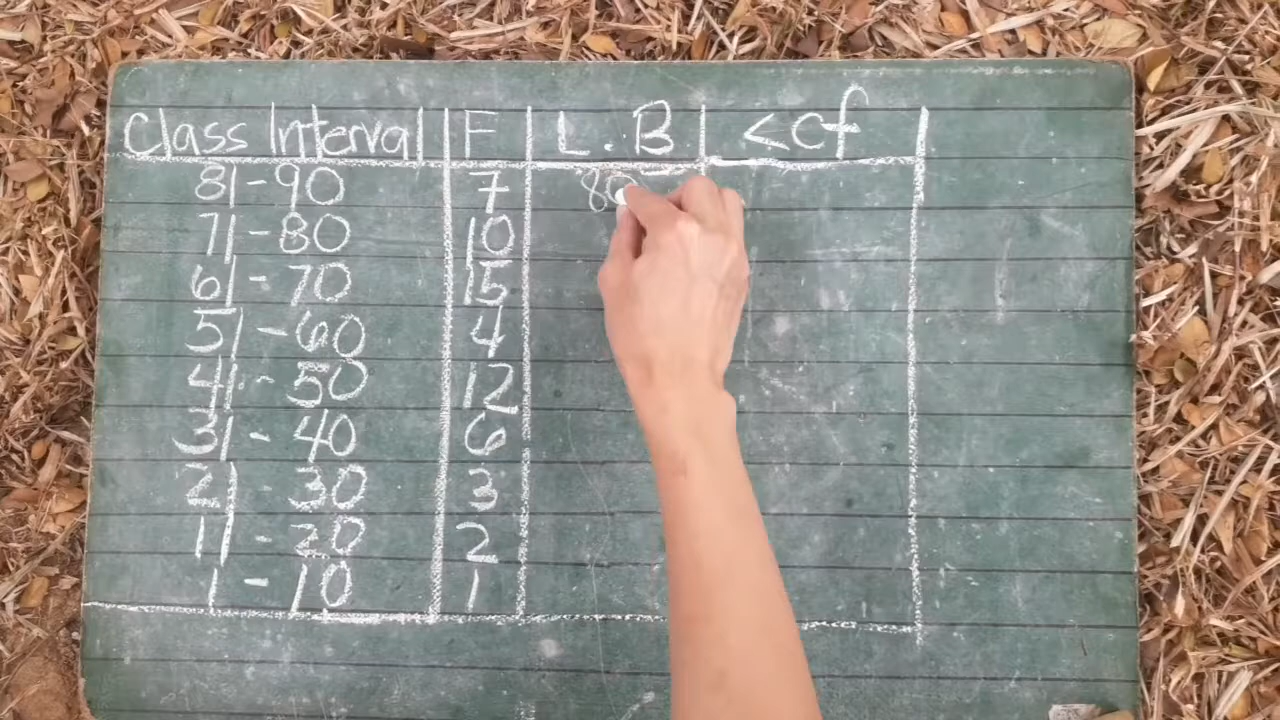 Class Interval F L.B <cf
81 - 90 7 80
71 - 80 10
61 - 70 15
51 - 60 4
41 - 50 12
31 - 40 6
21 - 30 3
11 - 20 2
1 - 10 1